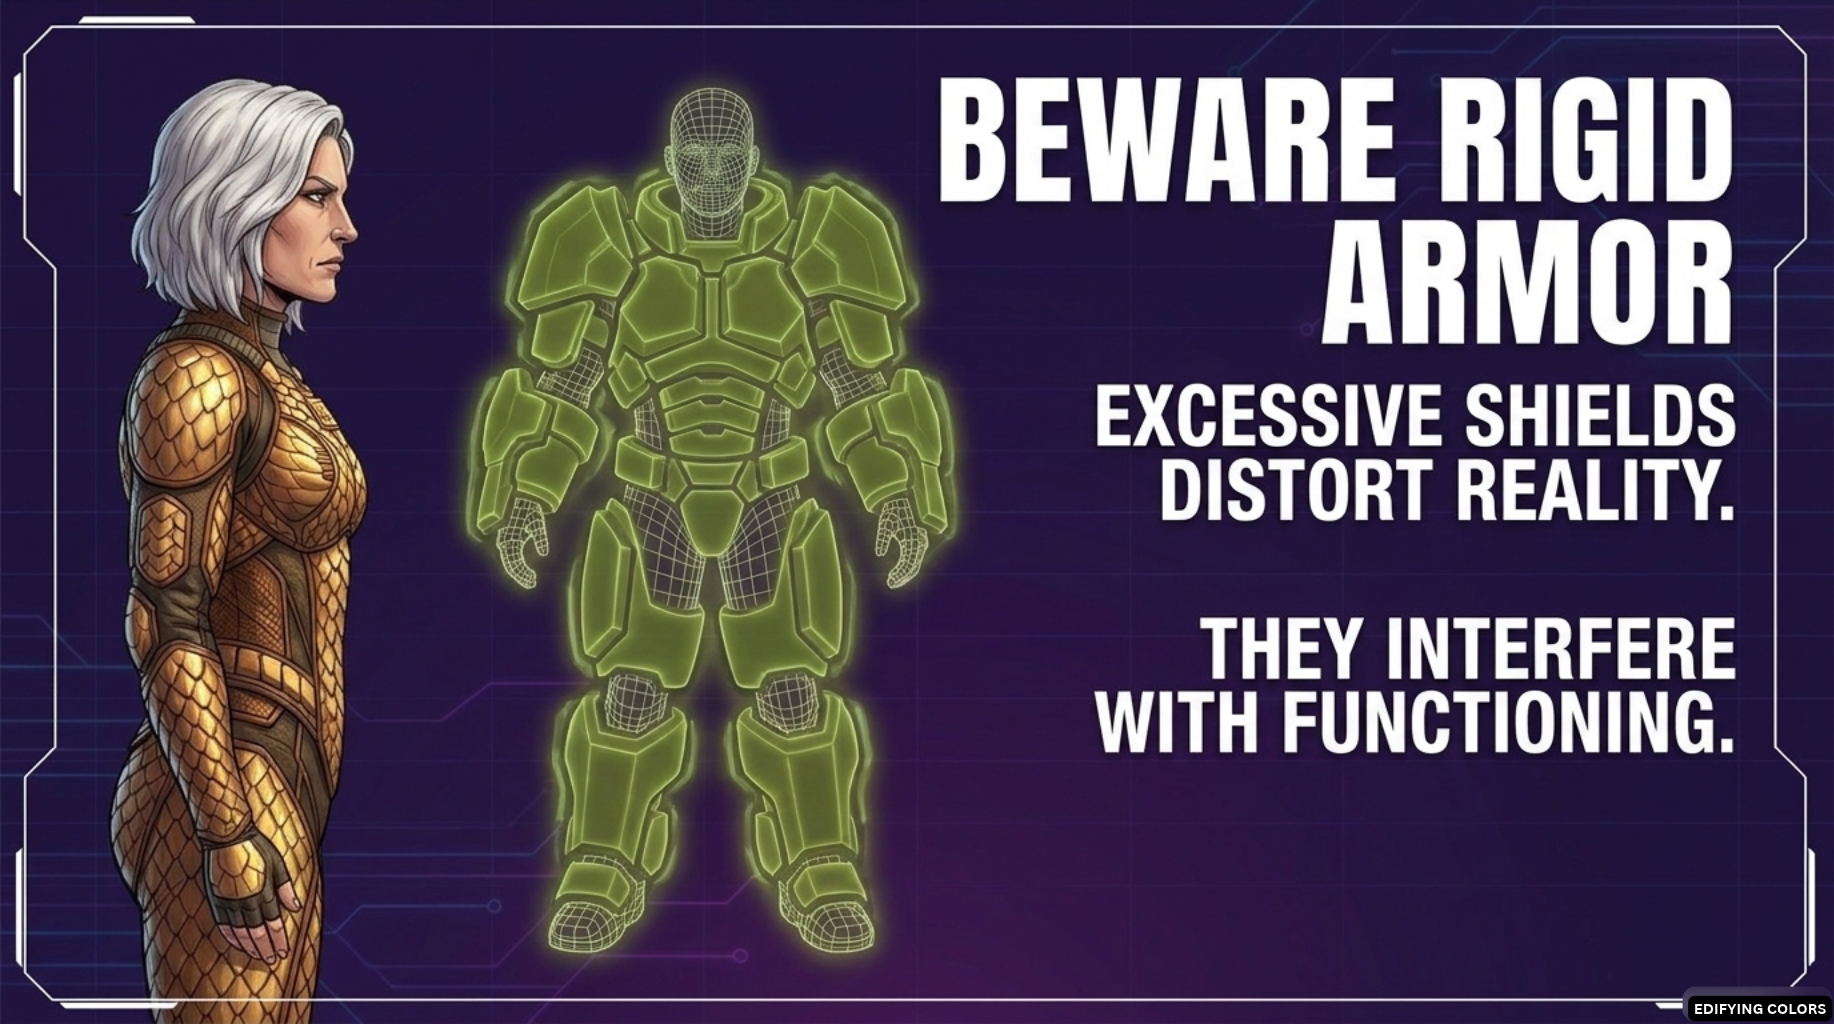 BEWARE RIGID
ARMOR
EXCESSIVE SHIELDS
DISTORT REALITY.
THEY INTERFERE
WITH FUNCTIONING.
EDIFYING COLORS